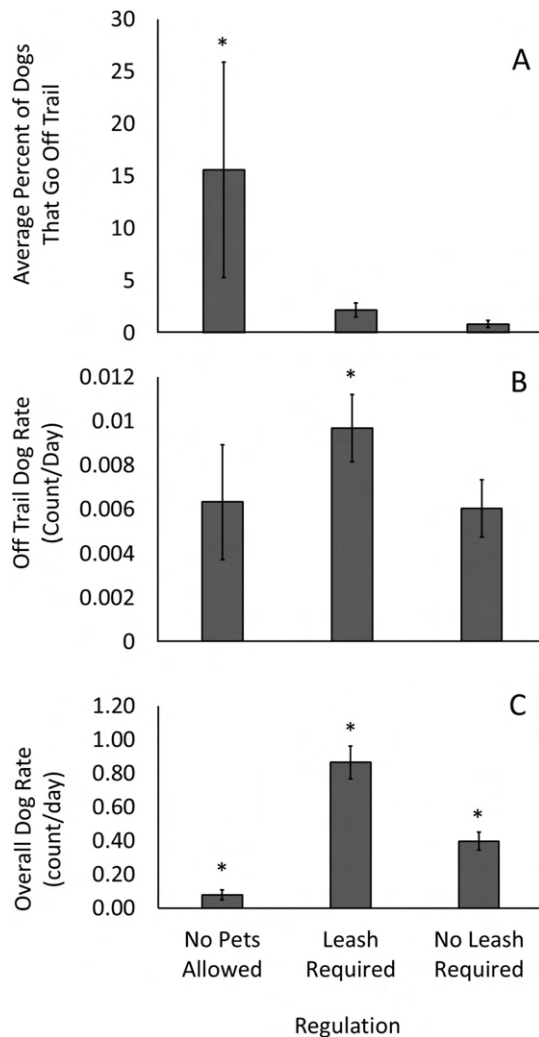 30
25
20
15
10
5
0
Average Percent of Dogs
That Go Off Trail
*
A
0.012
0.01
0.008
0.006
0.004
0.002
0
Off Trail Dog Rate
(Count/Day)
*
B
1.20
1.00
0.80
0.60
0.40
0.20
0.00
Overall Dog Rate
(count/day)
*
*
*
C
No Pets
Allowed
Leash
Required
No Leash
Required
Regulation